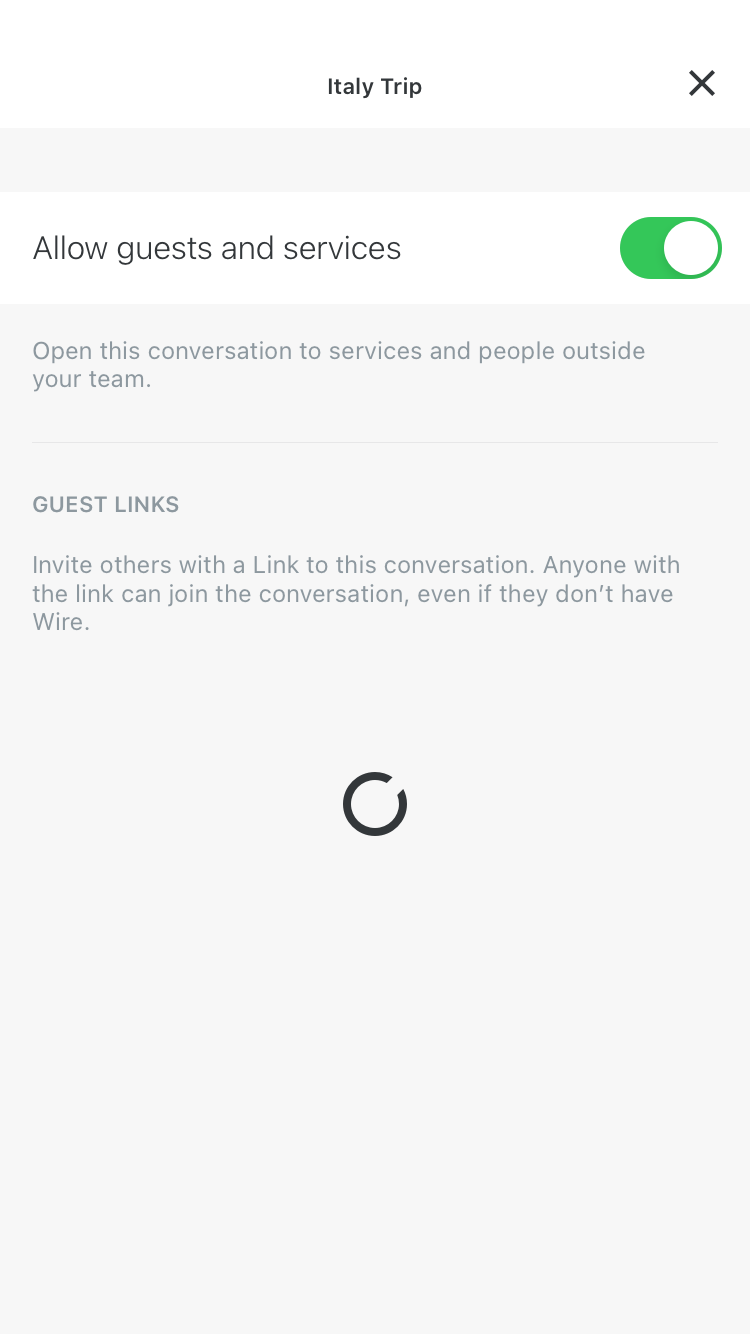 Italy Trip
Allow guests and services
Open this conversation to services and people outside
your team.
GUEST LINKS
Invite others with a Link to this conversation. Anyone with
the link can join the conversation, even if they don’t have
Wire.